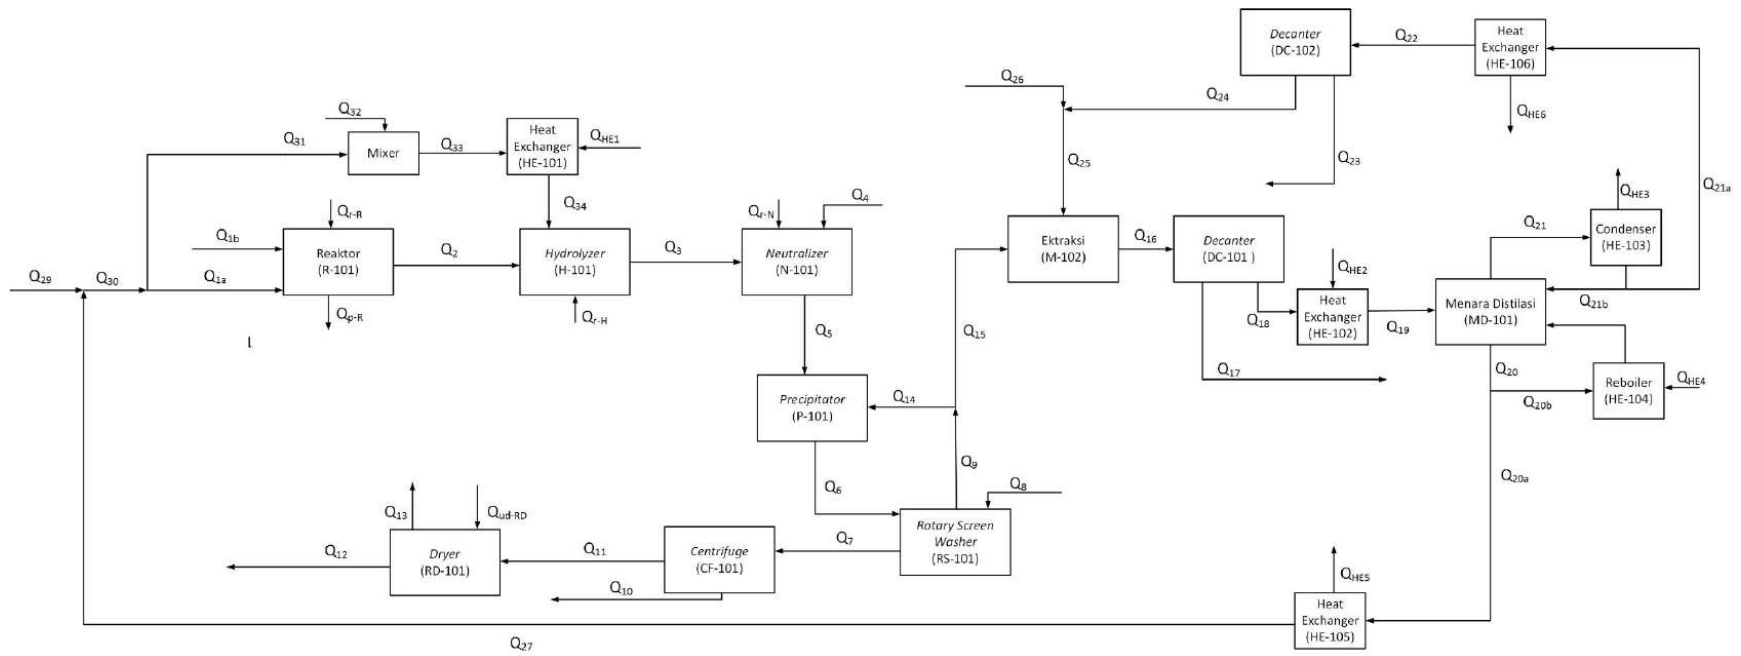 Decanter
(DC-102)
Q22
Heat
Exchanger
(HE-106)
Q26
Q24
QHE6
Q32
Q31
Mixer
Q33
Heat
Exchanger
(HE-101)
QHE1
Q25
Q23
Q34
Q21a
QHE3
Qr-R
Q1b
Reaktor
(R-101)
Q2
Hydrolyzer
(H-101)
Q3
Qr-N
Q4
Neutralizer
(N-101)
Ektraksi
(M-102)
Q16
Decanter
(DC-101 )
Q21
Condenser
(HE-103)
QHE2
Q29
Q30
Q1a
Qp-R
Qr-H
Q18
Heat
Exchanger
(HE-102)
Q19
Menara Distilasi
(MD-101)
Q21b
Q5
Q15
Q17
Q20
Reboiler
(HE-104)
QHE4
Q20b
Precipitator
(P-101)
Q14
Q9
Q6
Q8
Q20a
Q13
Qud-RD
Rotary Screen
Washer
(RS-101)
Q7
Q12
Dryer
(RD-101)
Q11
Centrifuge
(CF-101)
Q10
QHE5
Heat
Exchanger
(HE-105)
Q27